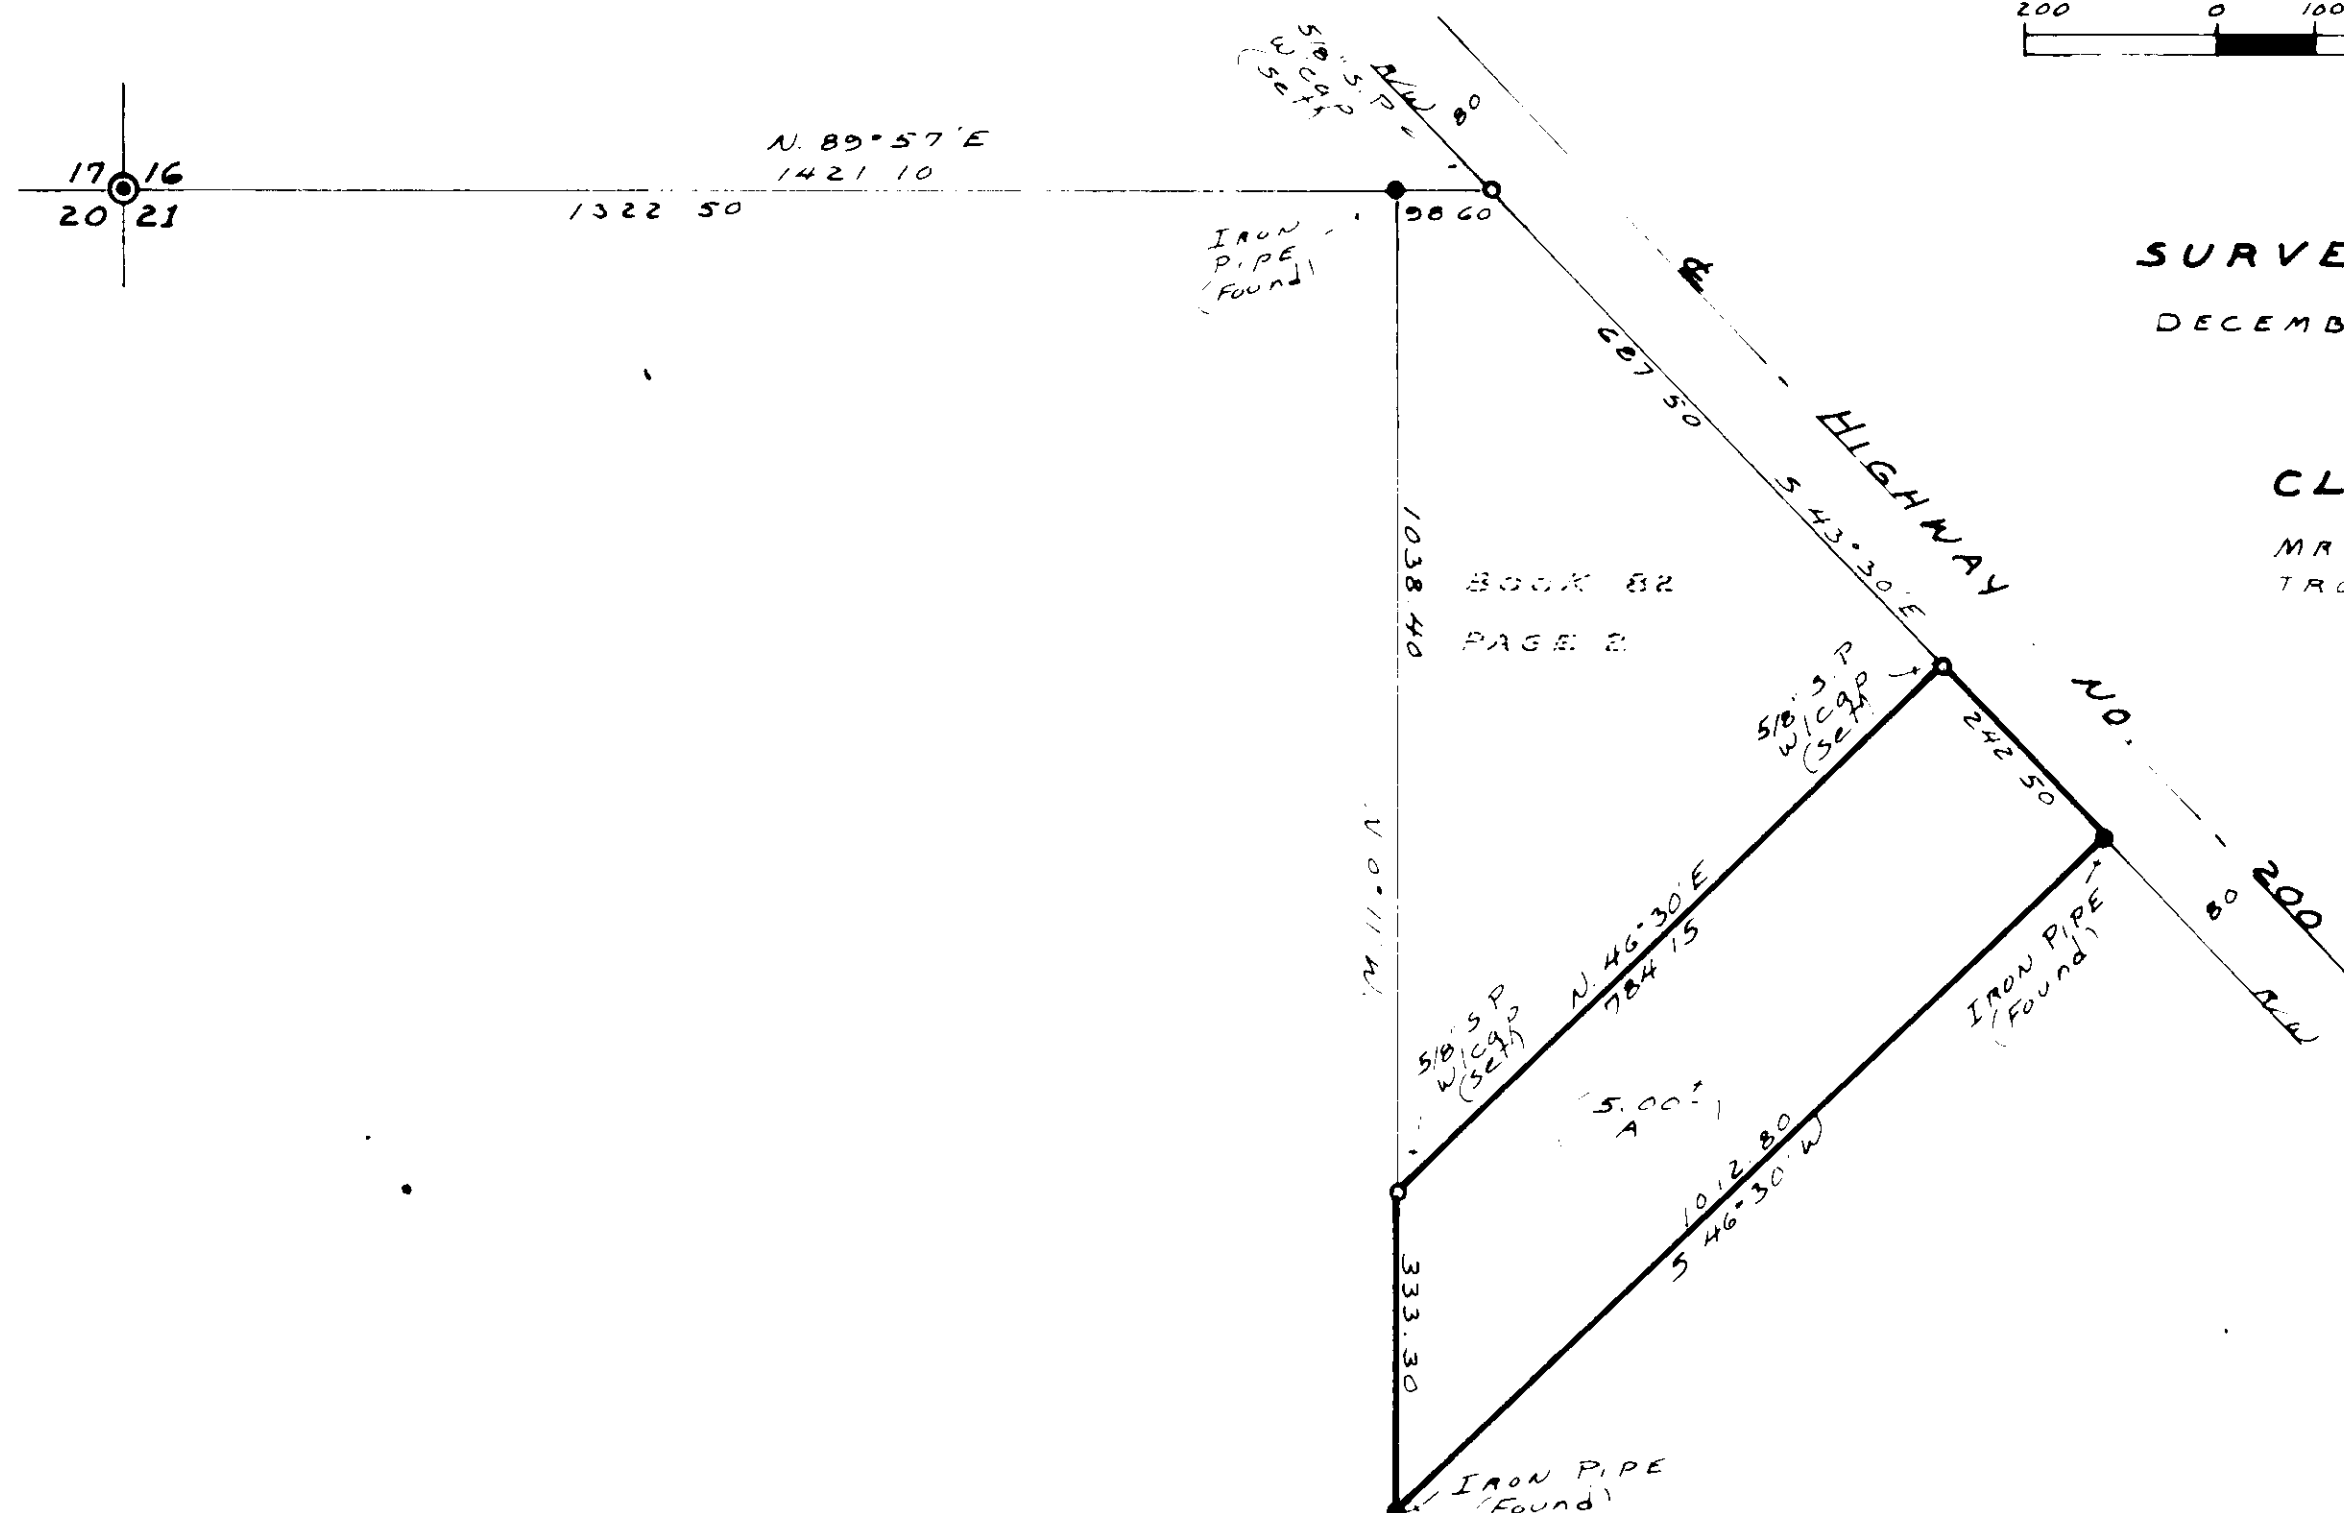 200 0 100
5/8" S.P
W cap
(set)
R/W
80
N. 89°57'E
1421 10
17 16
20 21
1322 50
98 60
IRON
PIPE
(Found)
℄
SURVE
DECEMB
687 50
HIGHWAY NO. 200
S 43°30'E
CL
MR
TRO
1038.40
BOOK 82
PAGE 2
5/8" S.P
W/cap
(set)
242 50
N 0°11'W
N. 46°30'E
784 15
80
IRON PIPE
(Found)
R/W
5/8" S P
W/cap
(set)
(5.00±)
A
1012.80
S 46°30'W
333.30
IRON PIPE
(Found)